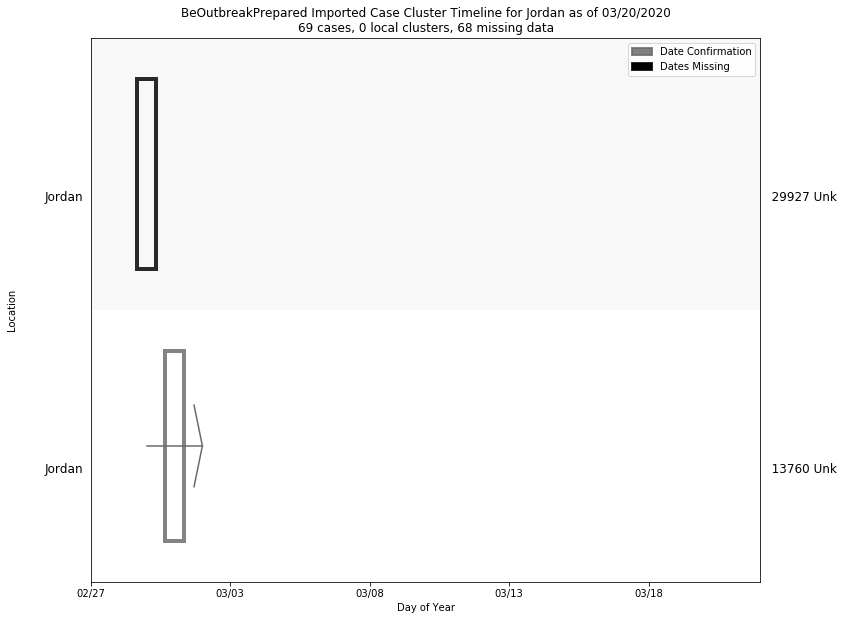 BeOutbreakPrepared Imported Case Cluster Timeline for Jordan as of 03/20/2020
69 cases, 0 local clusters, 68 missing data
Date Confirmation
Dates Missing
Jordan
29927 Unk
Location
Jordan
13760 Unk
02/27
03/03
03/08
03/13
03/18
Day of Year